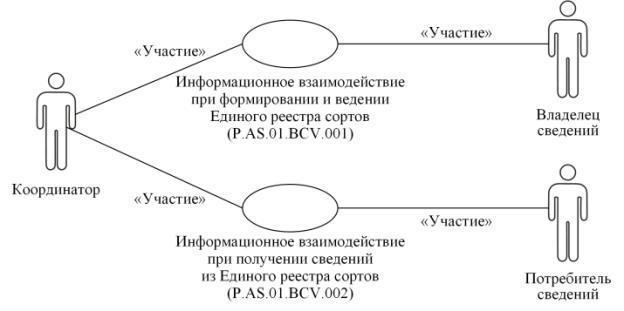 «Участие»
«Участие»
Информационное взаимодействие
при формировании и ведении
Единого реестра сортов
(P.AS.01.BCV.001)
Владелец
сведений
Координатор
«Участие»
«Участие»
Информационное взаимодействие
при получении сведений
из Единого реестра сортов
(P.AS.01.BCV.002)
Потребитель
сведений